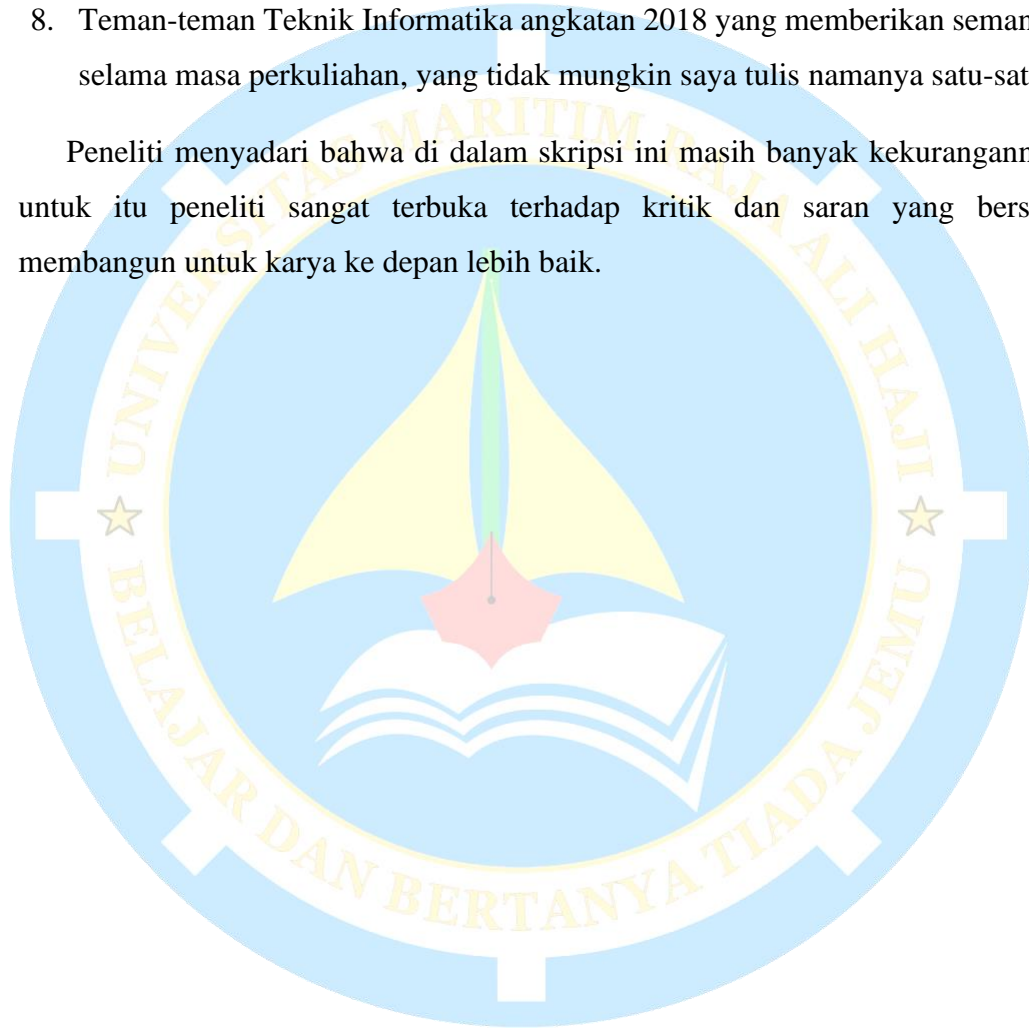 8. Teman-teman Teknik Informatika angkatan 2018 yang memberikan seman
selama masa perkuliahan, yang tidak mungkin saya tulis namanya satu-sat
Peneliti menyadari bahwa di dalam skripsi ini masih banyak kekurangann
untuk itu peneliti sangat terbuka terhadap kritik dan saran yang bers
membangun untuk karya ke depan lebih baik.
UNIVERSITAS MARITIM RAJA ALI HAJI
BELAJAR DAN BERTANYA TIADA JEMU